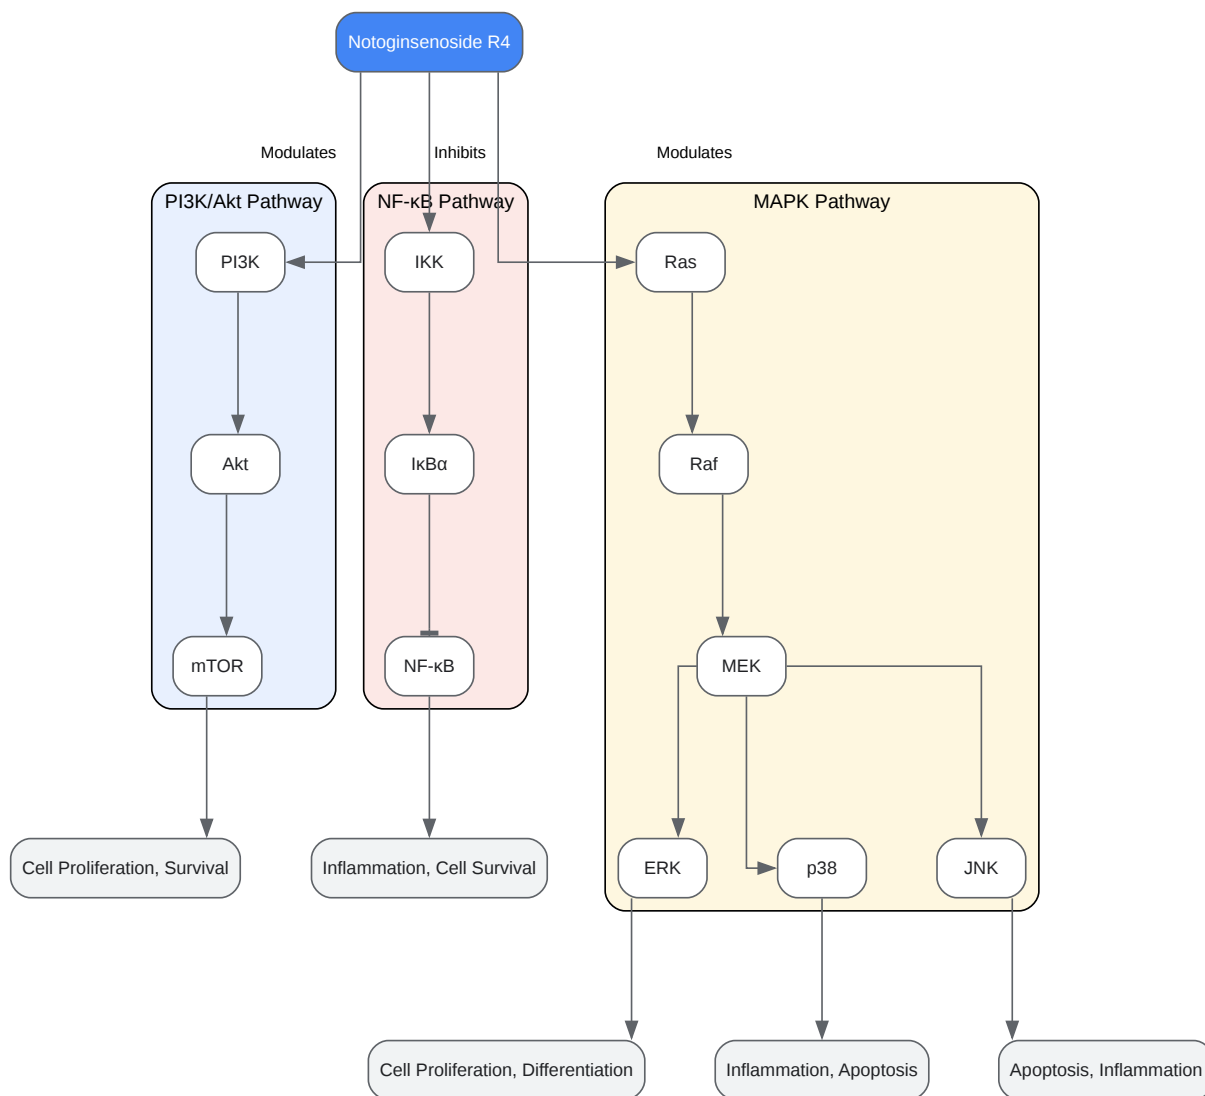 Notoginsenoside R4
Modulates
Inhibits
Modulates
PI3K/Akt Pathway
NF-κB Pathway
MAPK Pathway
PI3K
IKK
Ras
Akt
IκBα
Raf
mTOR
NF-κB
MEK
Cell Proliferation, Survival
Inflammation, Cell Survival
ERK
p38
JNK
Cell Proliferation, Differentiation
Inflammation, Apoptosis
Apoptosis, Inflammation